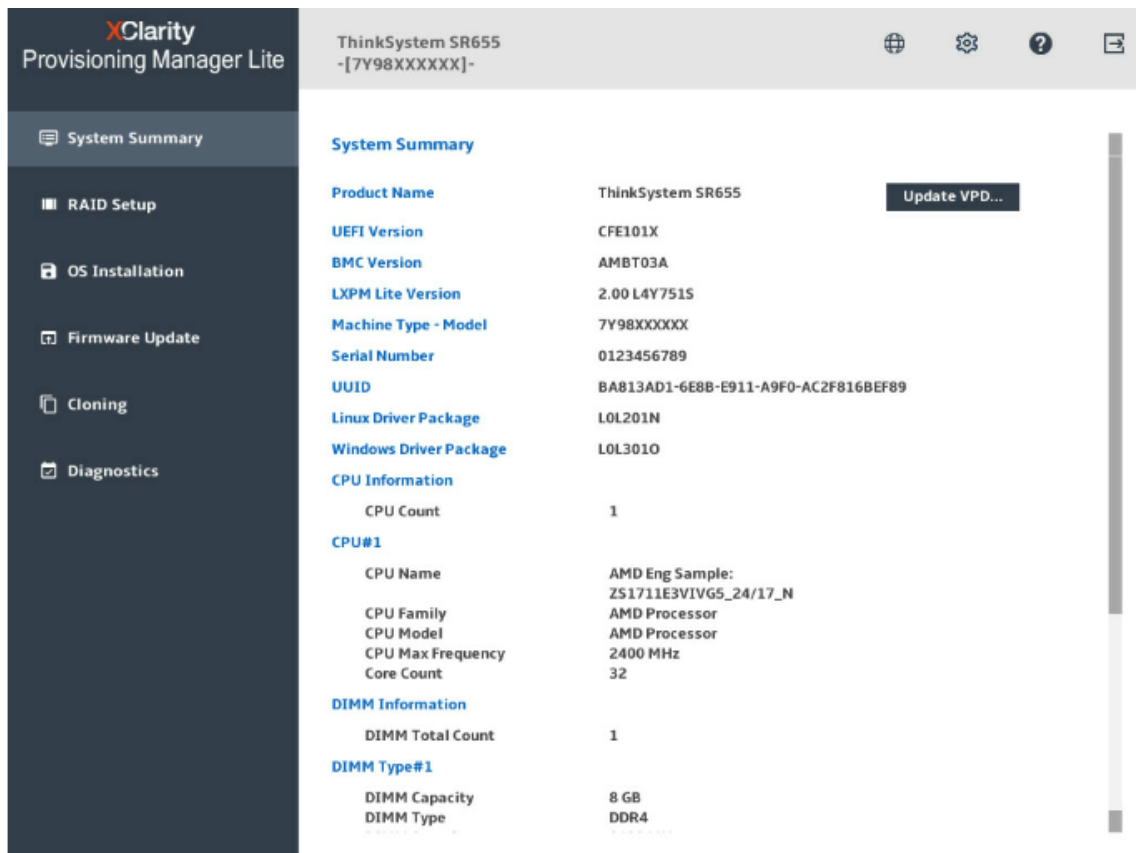 XClarity
Provisioning Manager Lite
ThinkSystem SR655
-[7Y98XXXXXX]-
System Summary
RAID Setup
OS Installation
Firmware Update
Cloning
Diagnostics
System Summary
Product Name ThinkSystem SR655 Update VPD...
UEFI Version CFE101X
BMC Version AMBT03A
LXPM Lite Version 2.00 L4Y751S
Machine Type - Model 7Y98XXXXXX
Serial Number 0123456789
UUID BA813AD1-6E8B-E911-A9F0-AC2F816BEF89
Linux Driver Package L0L201N
Windows Driver Package L0L301O
CPU Information
CPU Count 1
CPU#1
CPU Name AMD Eng Sample:
ZS1711E3VIVG5_24/17_N
CPU Family AMD Processor
CPU Model AMD Processor
CPU Max Frequency 2400 MHz
Core Count 32
DIMM Information
DIMM Total Count 1
DIMM Type#1
DIMM Capacity 8 GB
DIMM Type DDR4